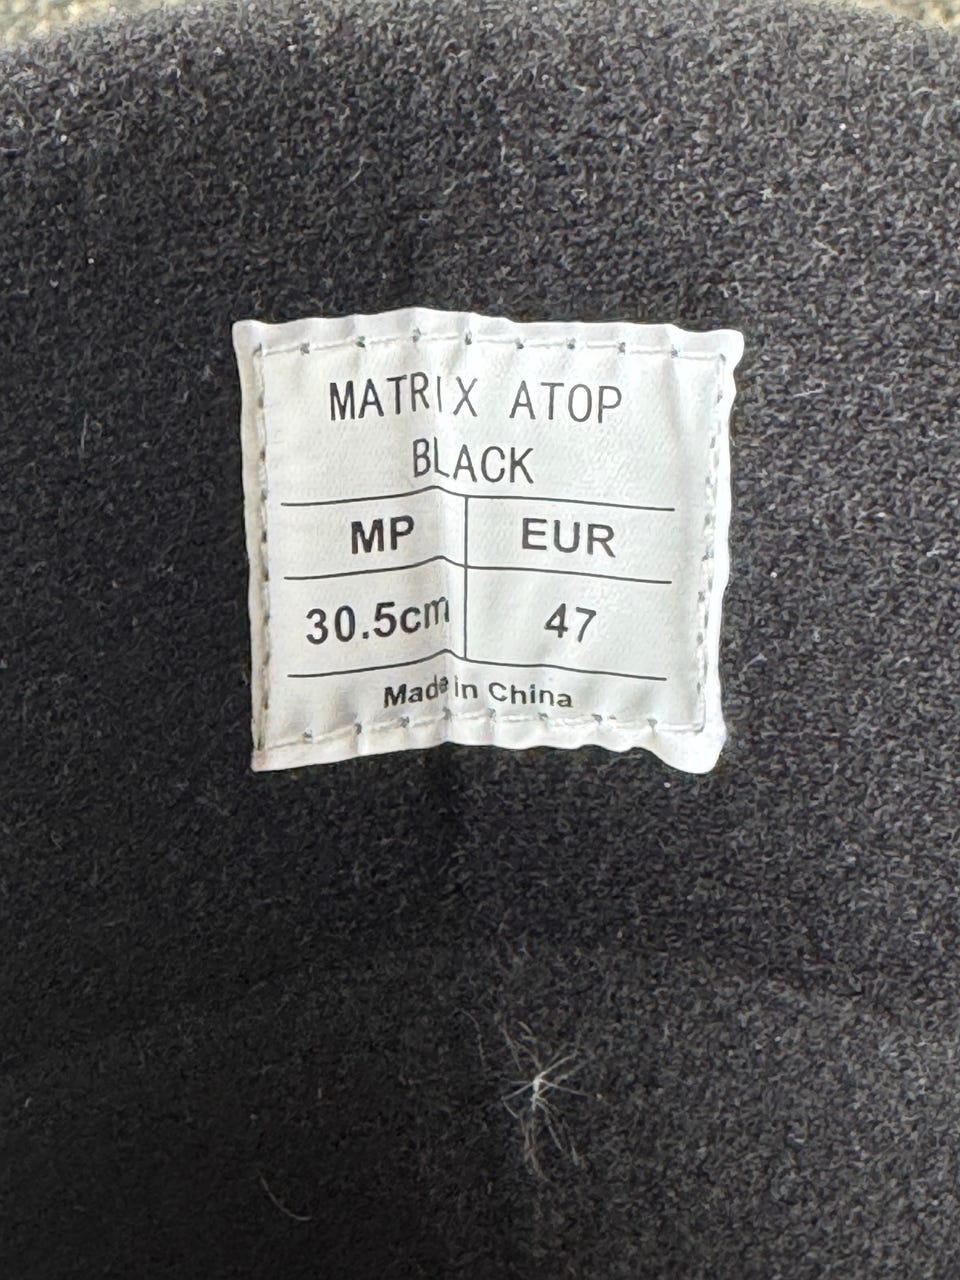 MATRIX ATOP
BLACK
MP EUR
30.5cm 47
Made in China